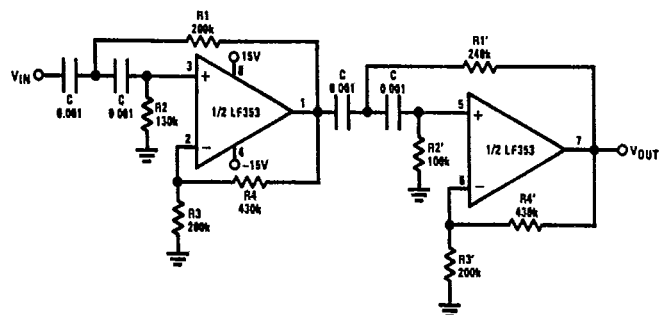 R1
200k
15V
8
VIN
C
0.001
C
0.001
R2
130k
3
+
1/2 LF353
1
2
−
4
−15V
R4
430k
R3
200k
C
0.001
C
0.001
R1'
240k
R2'
100k
5
+
1/2 LF353
7
VOUT
6
−
R4'
430k
R3'
200k